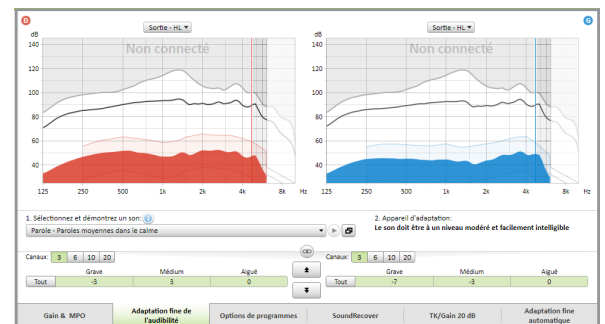 D
Sortie - HL
Sortie - HL
G
dB
Non connecté
140
120
100
80
60
40
125 250 500 1k 2k 4k 8k Hz
dB
Non connecté
140
120
100
80
60
40
125 250 500 1k 2k 4k 8k Hz
1. Sélectionnez et démontrez un son:
Parole - Paroles moyennes dans le calme
2. Appareil d'adaptation:
Le son doit être à un niveau modéré et facilement intelligible
Canaux: 3 6 10 20
Grave Médium Aiguë
Tout -3 3 0
Canaux: 3 6 10 20
Grave Médium Aiguë
Tout -7 -3 0
Gain & MPO
Adaptation fine de
l'audibilité
Options de programmes
SoundRecover
TK/Gain 20 dB
Adaptation fine
automatique